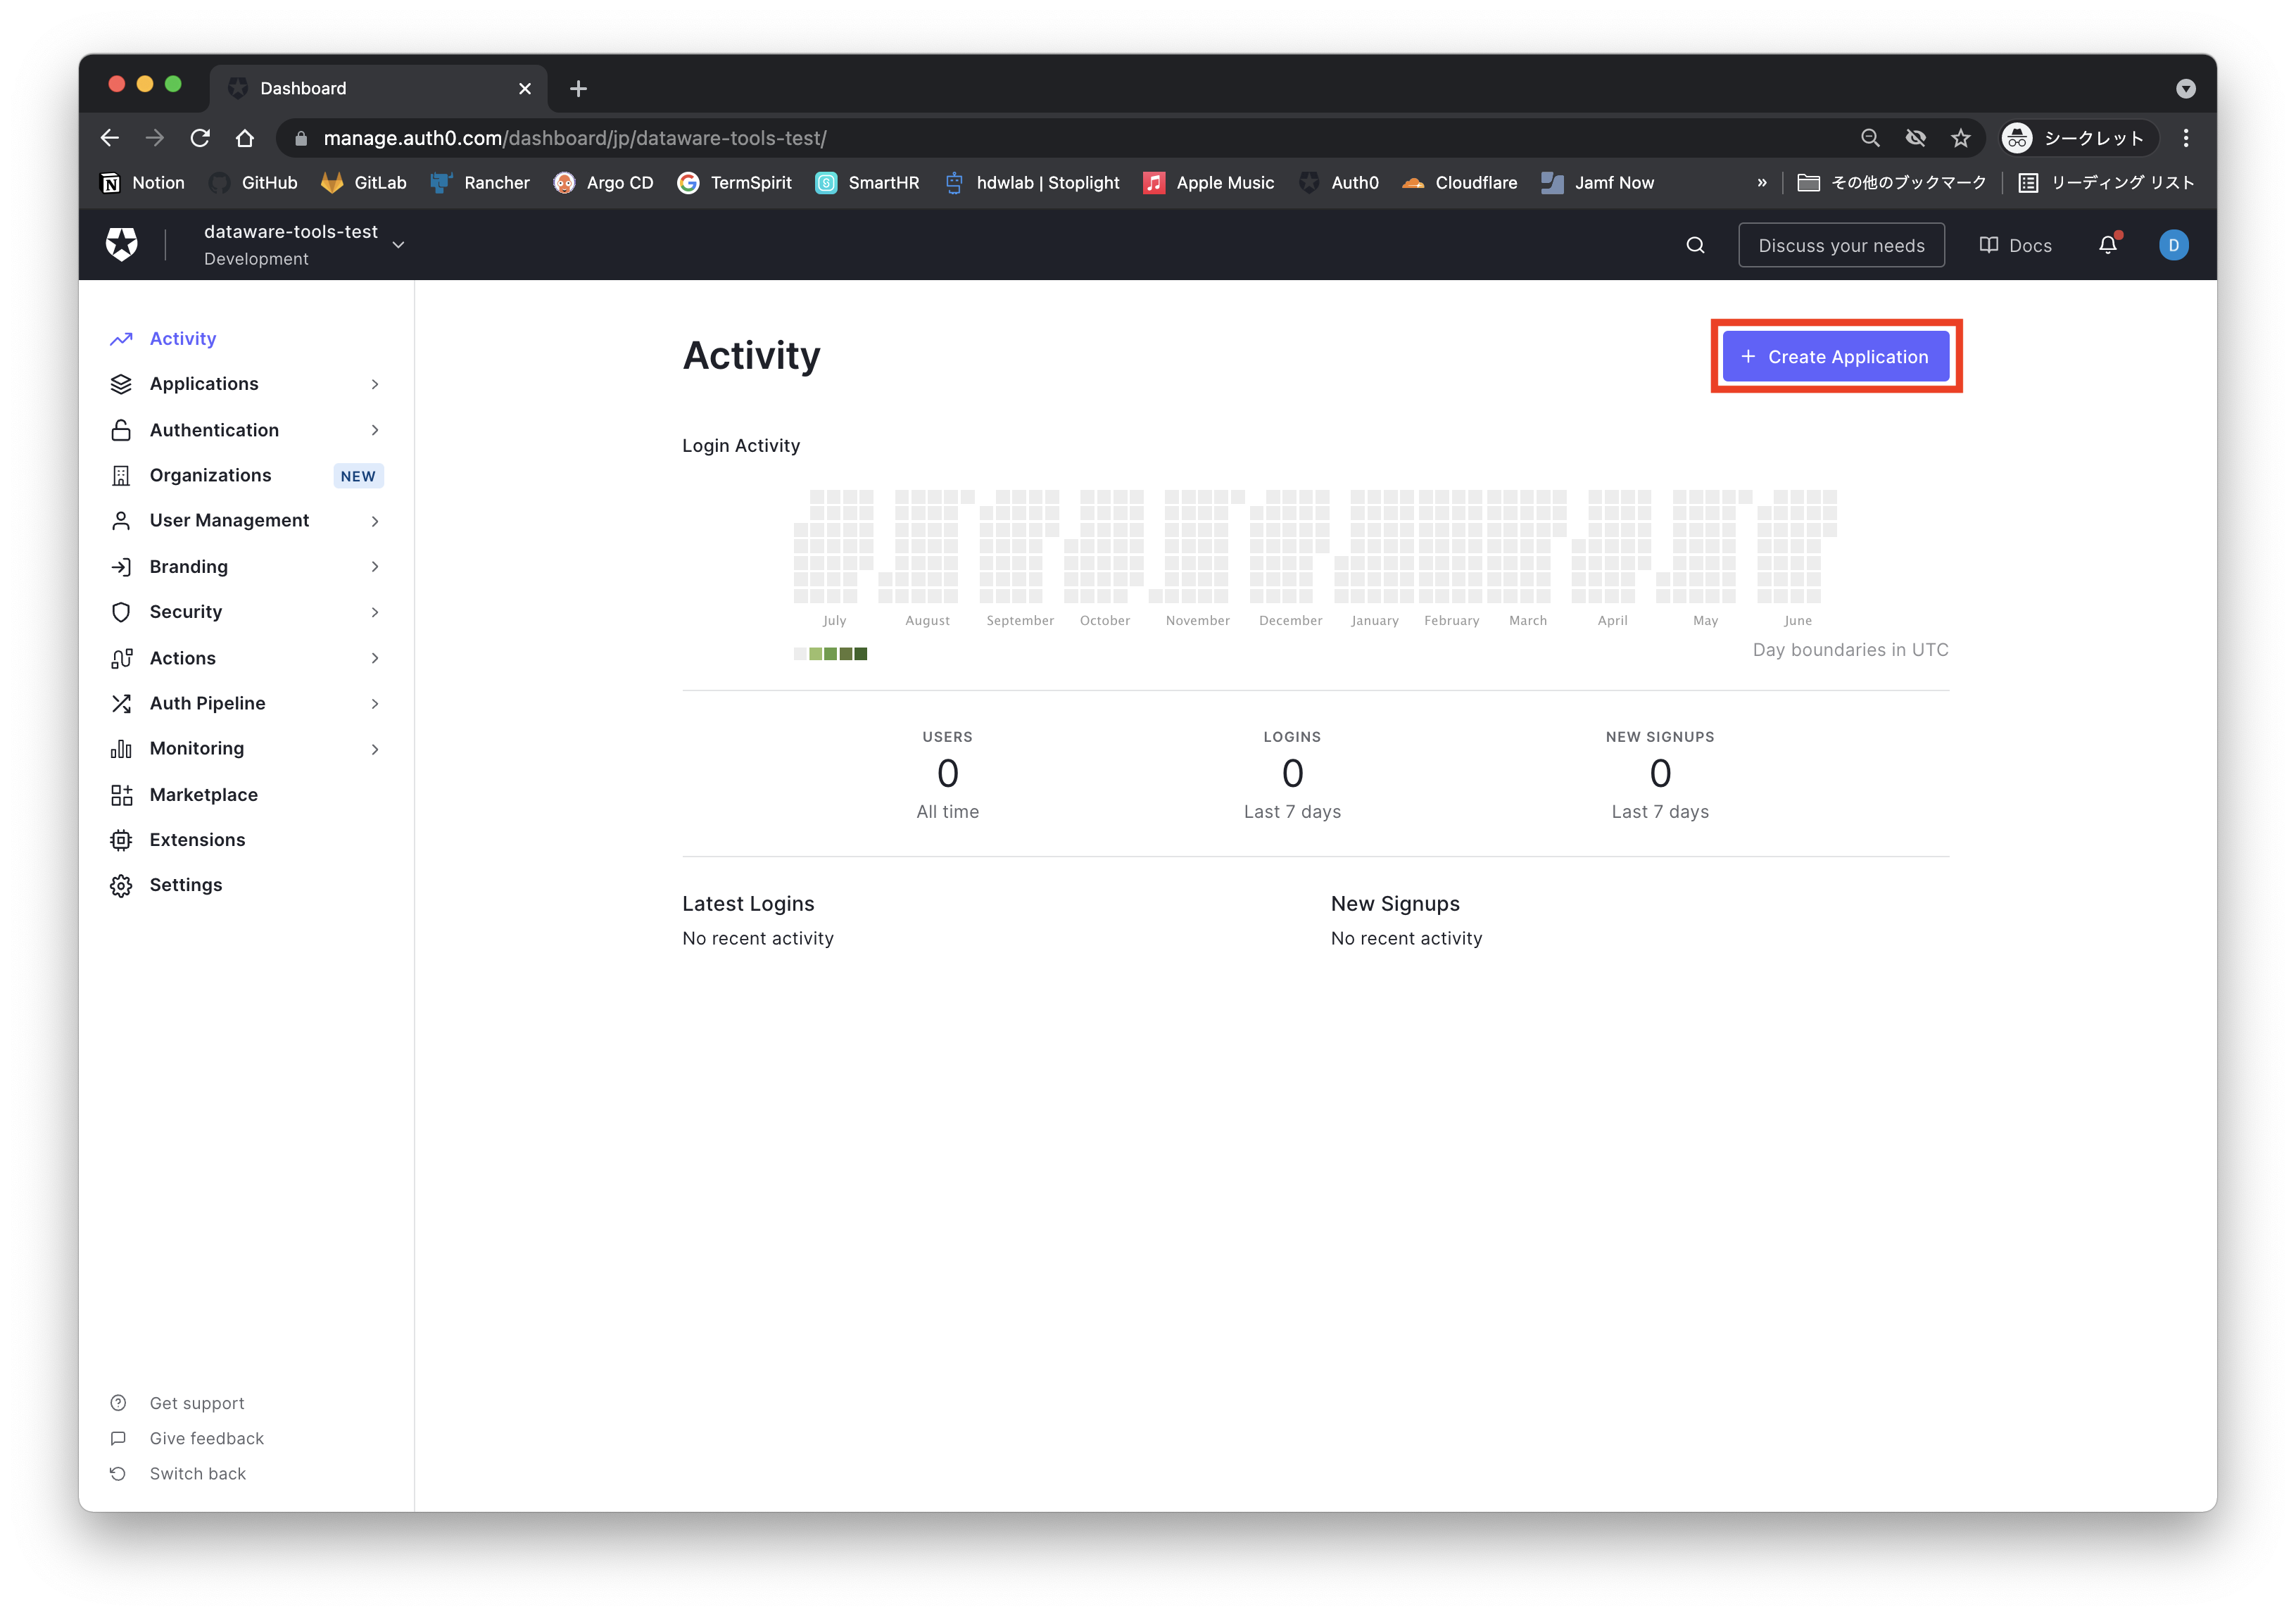 Dashboard
manage.auth0.com/dashboard/jp/dataware-tools-test/
シークレット
Notion GitHub GitLab Rancher Argo CD TermSpirit SmartHR hdwlab | Stoplight Apple Music Auth0 Cloudflare Jamf Now » その他のブックマーク リーディング リスト
dataware-tools-test
Development
Discuss your needs
Docs
D
Activity
Applications
Authentication
Organizations NEW
User Management
Branding
Security
Actions
Auth Pipeline
Monitoring
Marketplace
Extensions
Settings
Get support
Give feedback
Switch back
Activity
+ Create Application
Login Activity
July August September October November December January February March April May June
Day boundaries in UTC
USERS
0
All time
LOGINS
0
Last 7 days
NEW SIGNUPS
0
Last 7 days
Latest Logins
No recent activity
New Signups
No recent activity